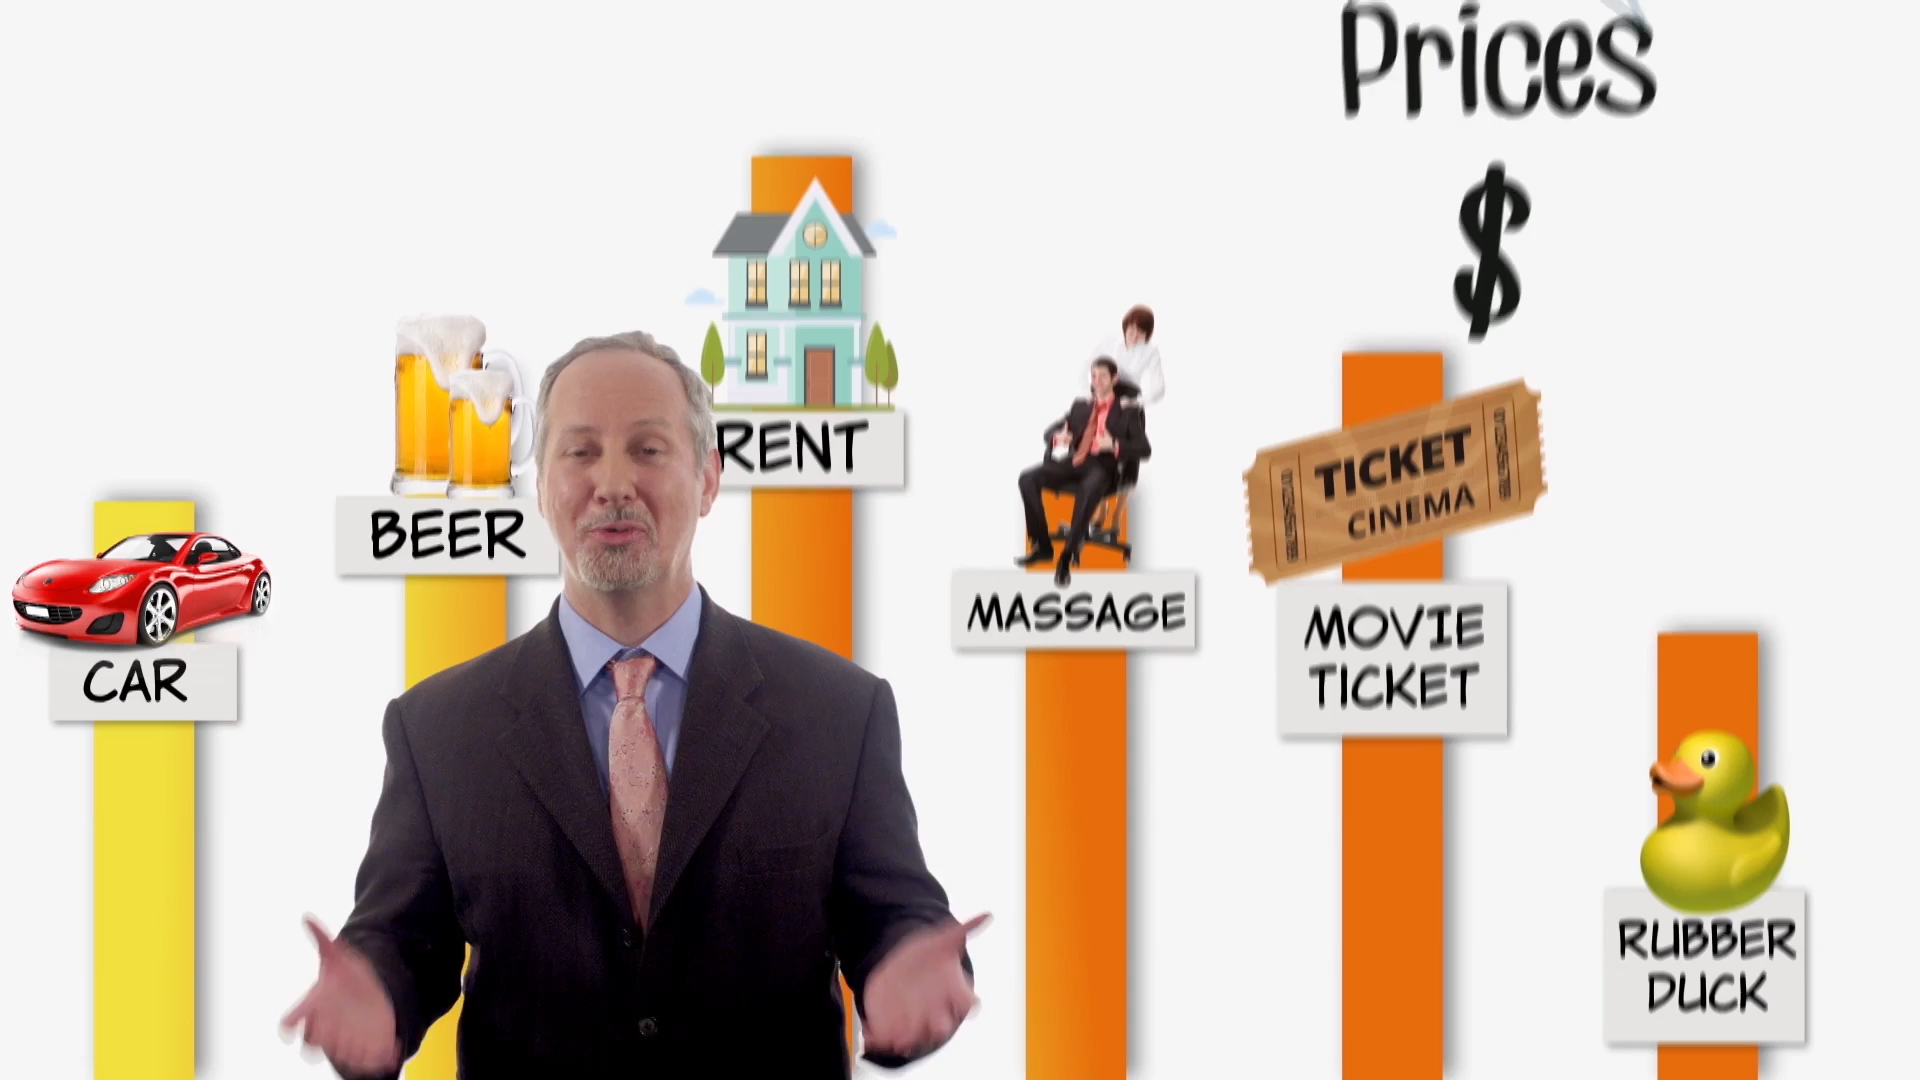 Prices
$
RENT
BEER
TICKET
CINEMA
MASSAGE
MOVIE
TICKET
CAR
RUBBER
DUCK